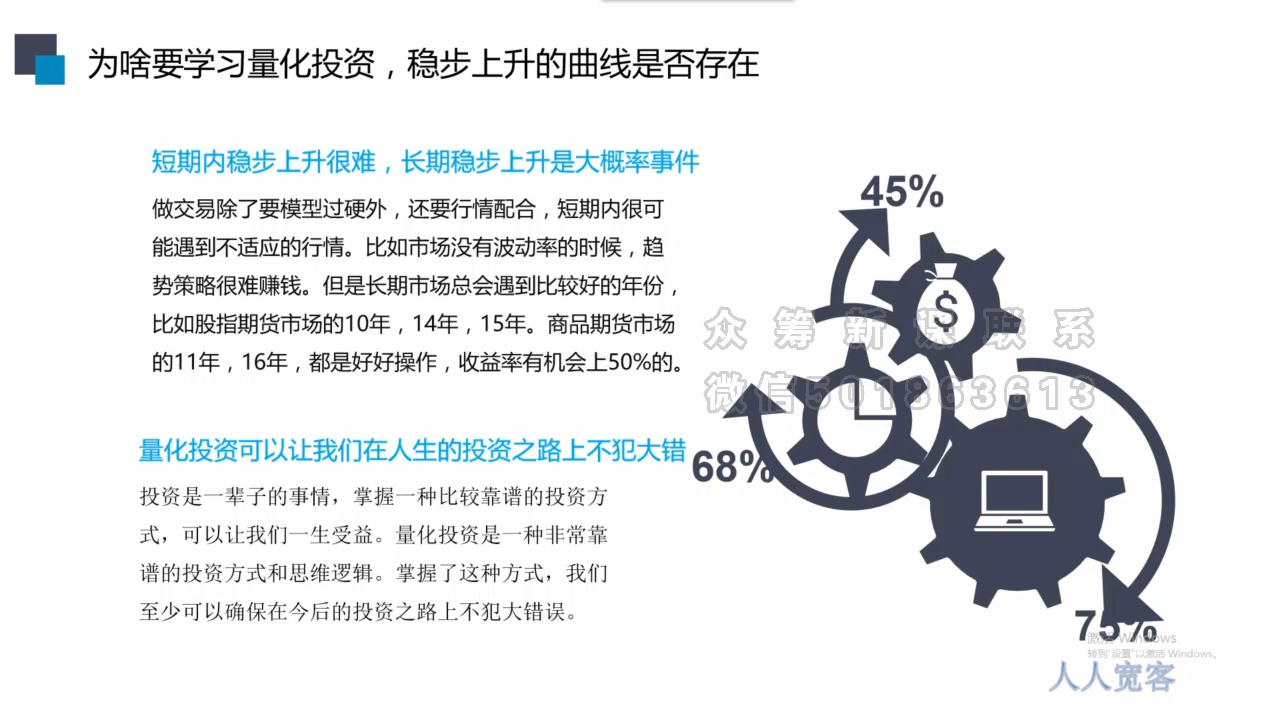 为啥要学习量化投资，稳步上升的曲线是否存在
短期内稳步上升很难，长期稳步上升是大概率事件
做交易除了要模型过硬外，还要行情配合，短期内很可
能遇到不适应的行情。比如市场没有波动率的时候，趋
势策略很难赚钱。但是长期市场总会遇到比较好的年份，
比如股指期货市场的10年，14年，15年。商品期货市场
的11年，16年，都是好好操作，收益率有机会上50%的。
量化投资可以让我们在人生的投资之路上不犯大错
投资是一辈子的事情，掌握一种比较靠谱的投资方
式，可以让我们一生受益。量化投资是一种非常靠
谱的投资方式和思维逻辑。掌握了这种方式，我们
至少可以确保在今后的投资之路上不犯大错误。
45%
$
众筹新课联系
微信501863613
68%
75%
激活 Windows
转到"设置"以激活 Windows。
人人宽客